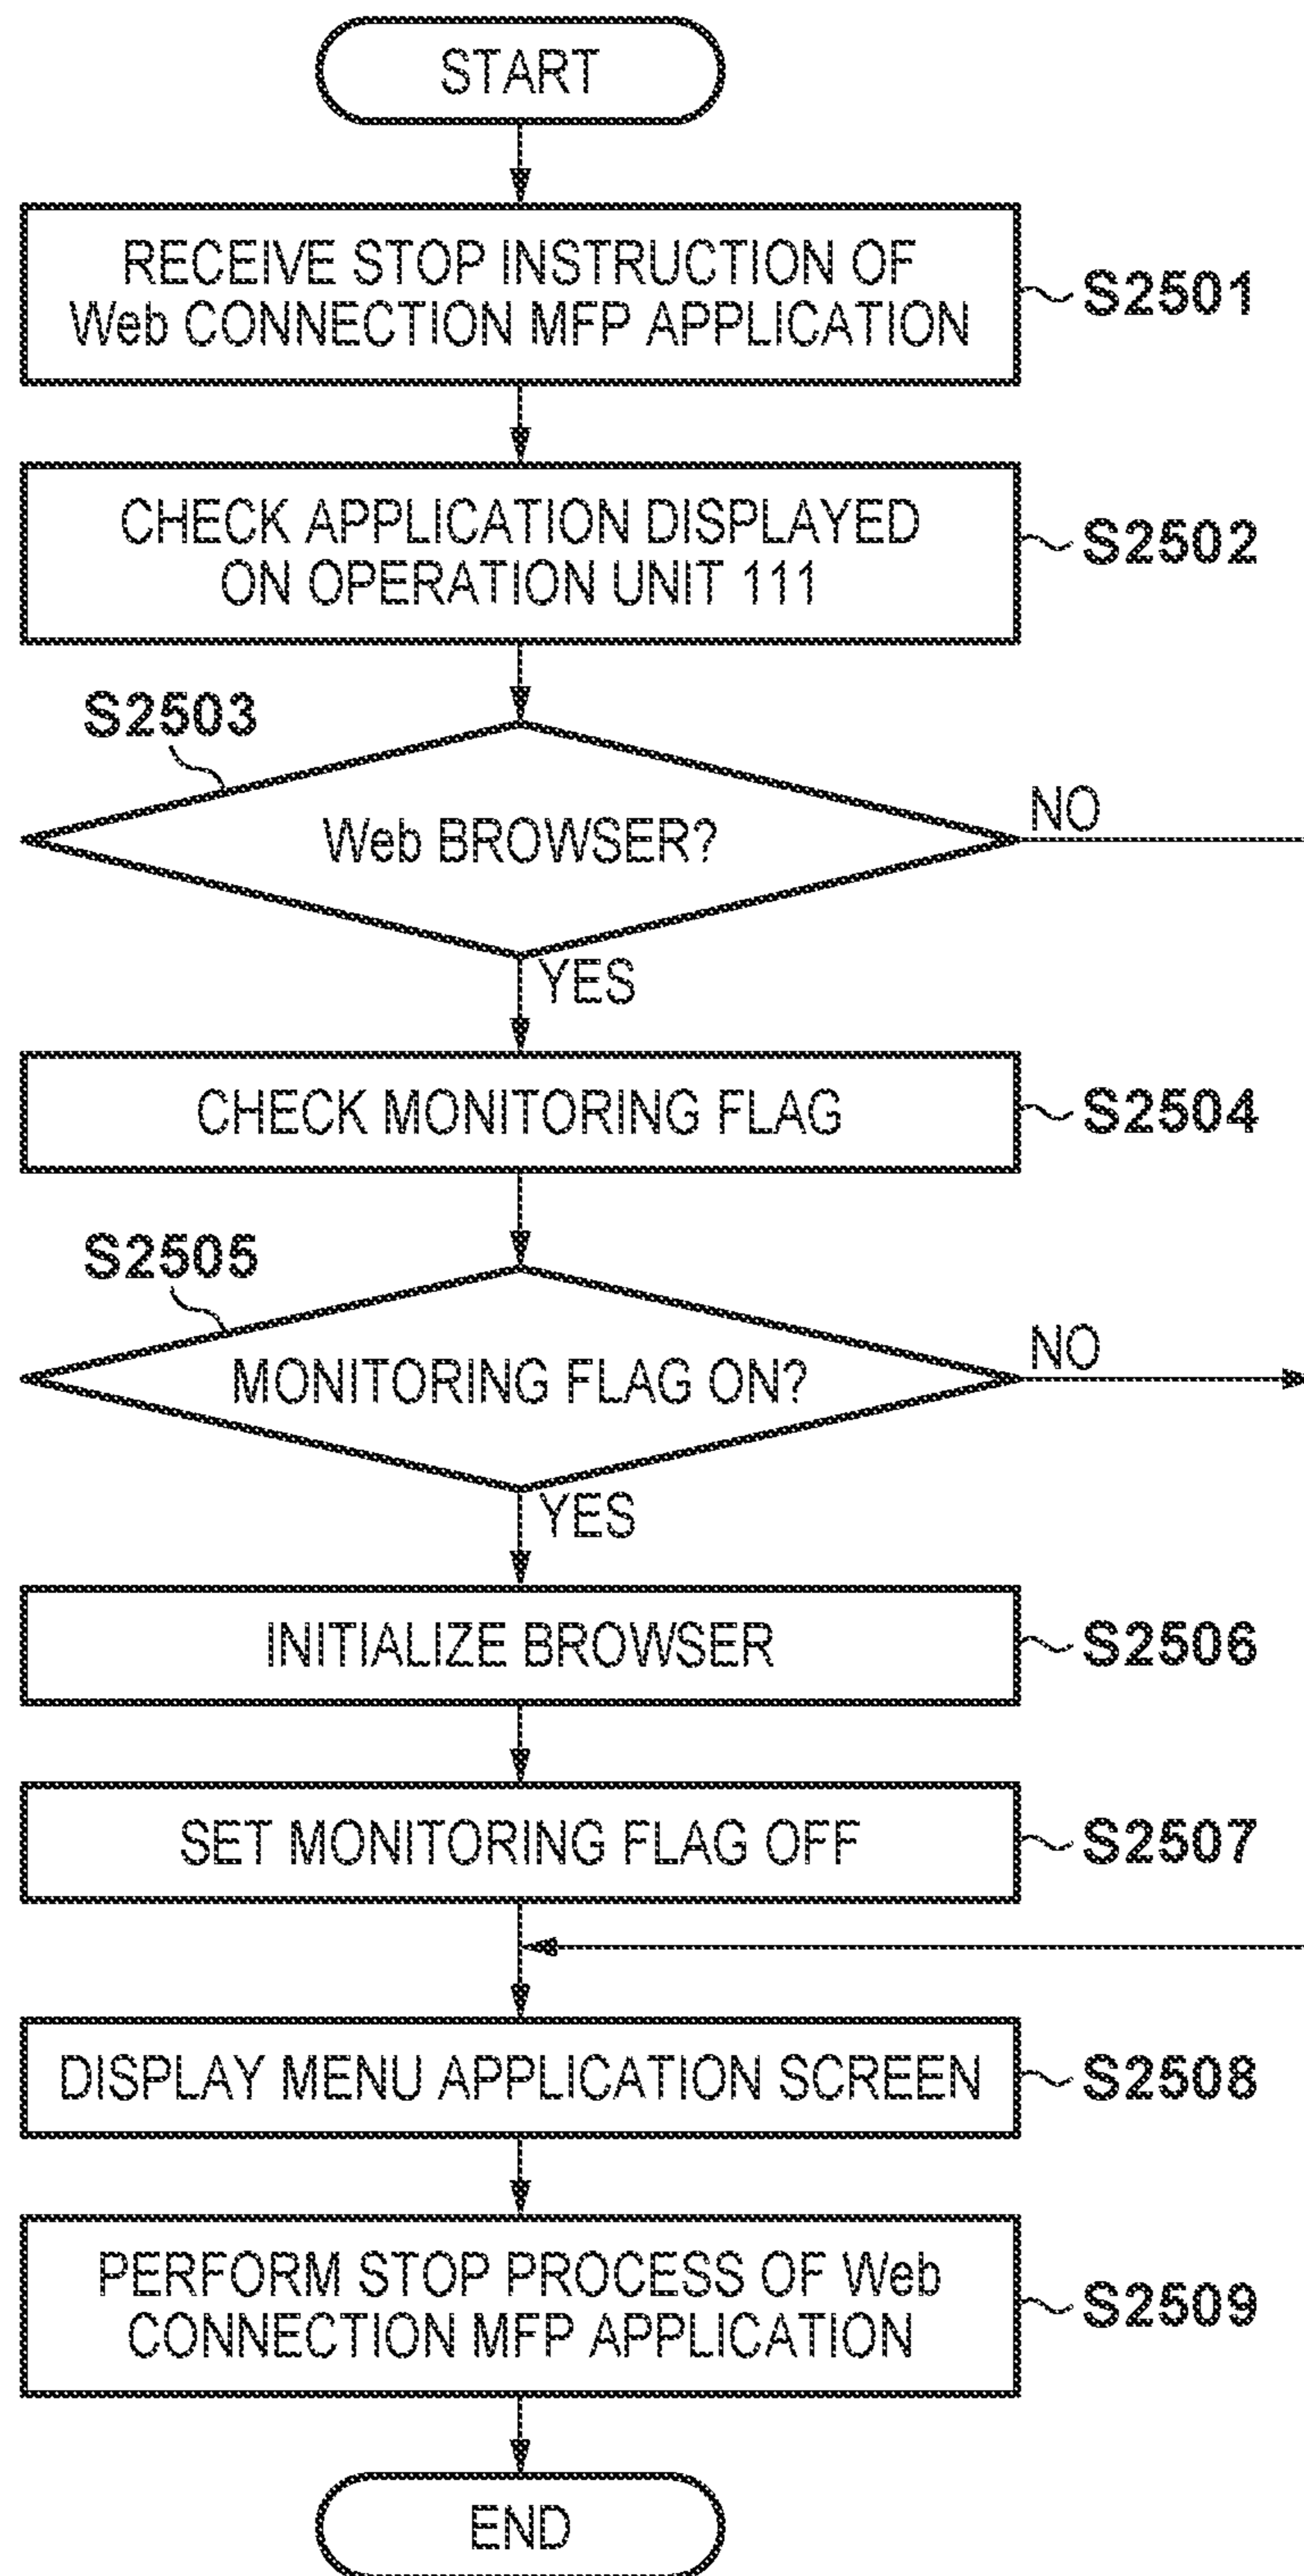 START
RECEIVE STOP INSTRUCTION OF
Web CONNECTION MFP APPLICATION
S2501
CHECK APPLICATION DISPLAYED
ON OPERATION UNIT 111
S2502
S2503
Web BROWSER?
NO
YES
CHECK MONITORING FLAG
S2504
S2505
MONITORING FLAG ON?
NO
YES
INITIALIZE BROWSER
S2506
SET MONITORING FLAG OFF
S2507
DISPLAY MENU APPLICATION SCREEN
S2508
PERFORM STOP PROCESS OF Web
CONNECTION MFP APPLICATION
S2509
END